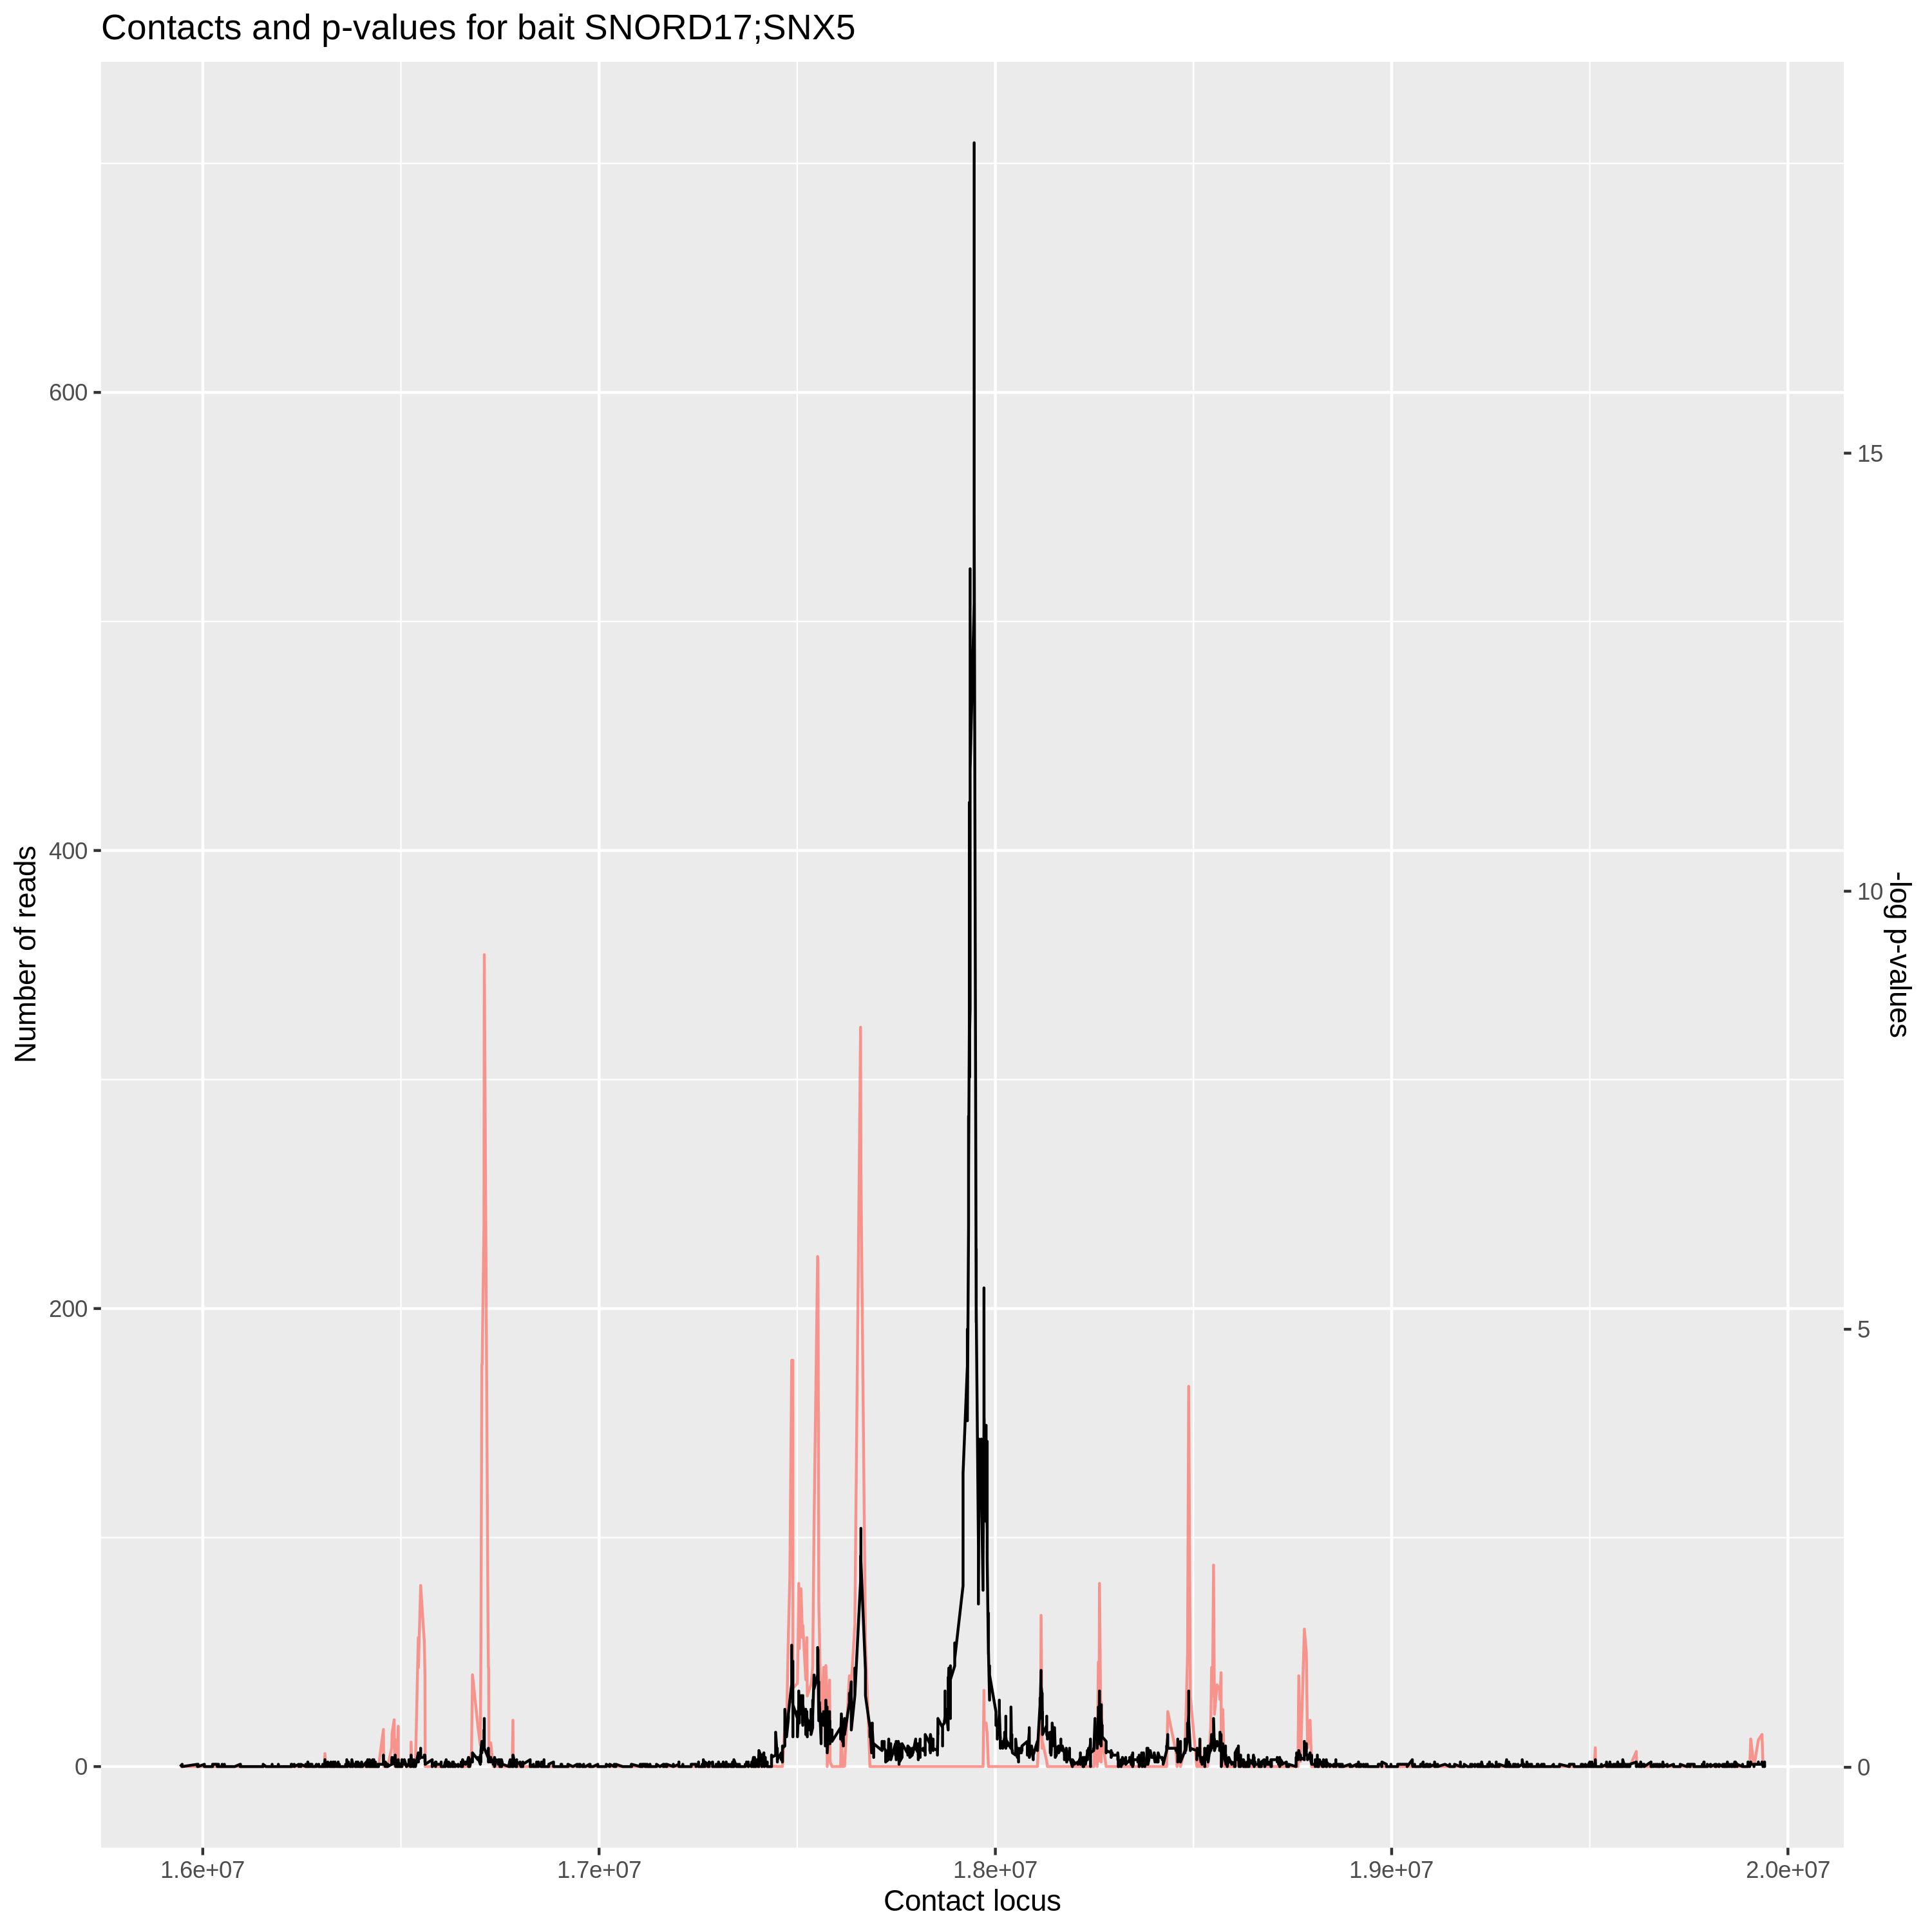 Contacts and p-values for bait SNORD17;SNX5
Number of reads
600
400
200
0
15
10
5
0
-log p-values
1.6e+07 1.7e+07 1.8e+07 1.9e+07 2.0e+07
Contact locus